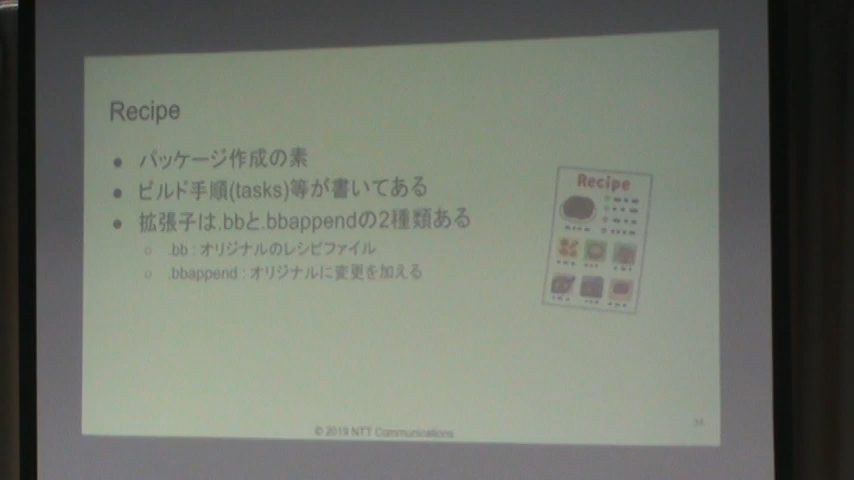 Recipe
● パッケージ作成の素
● ビルド手順(tasks)等が書いてある
● 拡張子は.bbと.bbappendの2種類ある
○ .bb : オリジナルのレシピファイル
○ .bbappend : オリジナルに変更を加える
Recipe
© 2019 NTT Communications